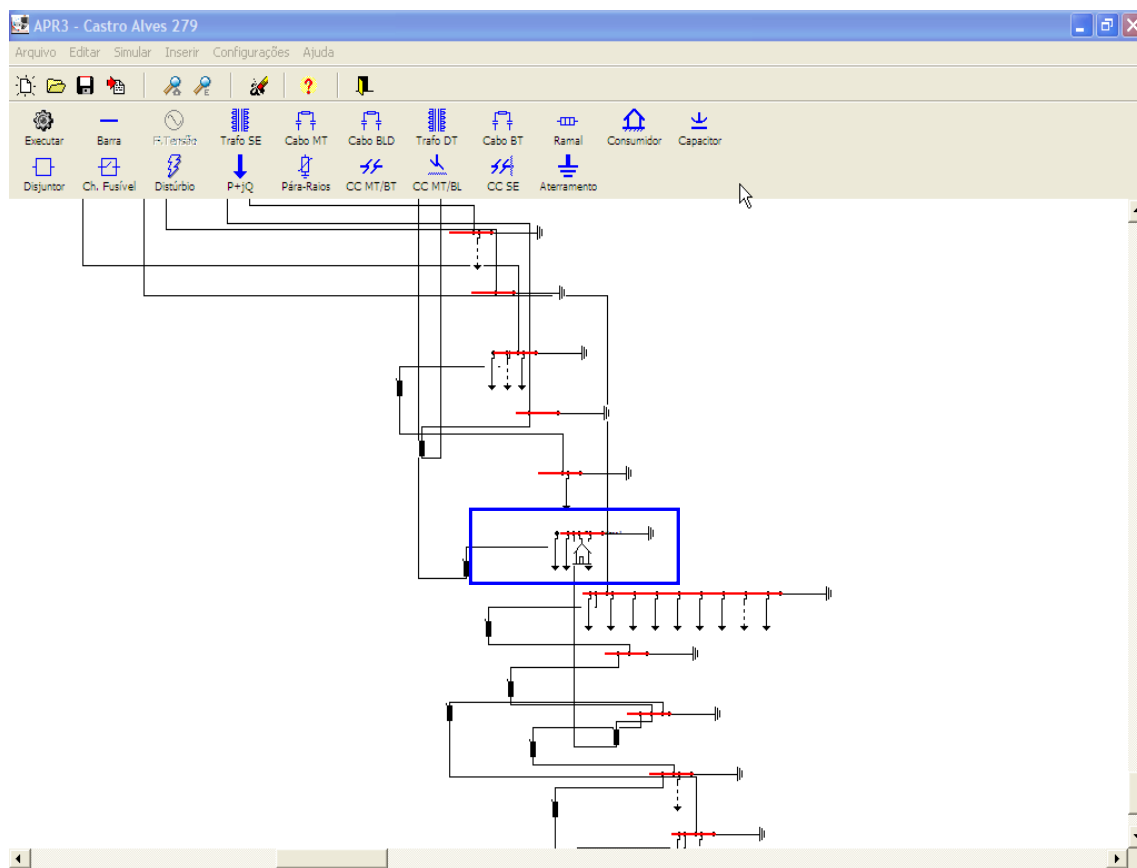 APR3 - Castro Alves 279
Arquivo Editar Simular Inserir Configurações Ajuda
Executar Barra F.Tensão Trafo SE Cabo MT Cabo BLD Trafo DT Cabo BT Ramal Consumidor Capacitor
Disjuntor Ch. Fusível Distúrbio P+jQ Pára-Raios CC MT/BT CC MT/BL CC SE Aterramento